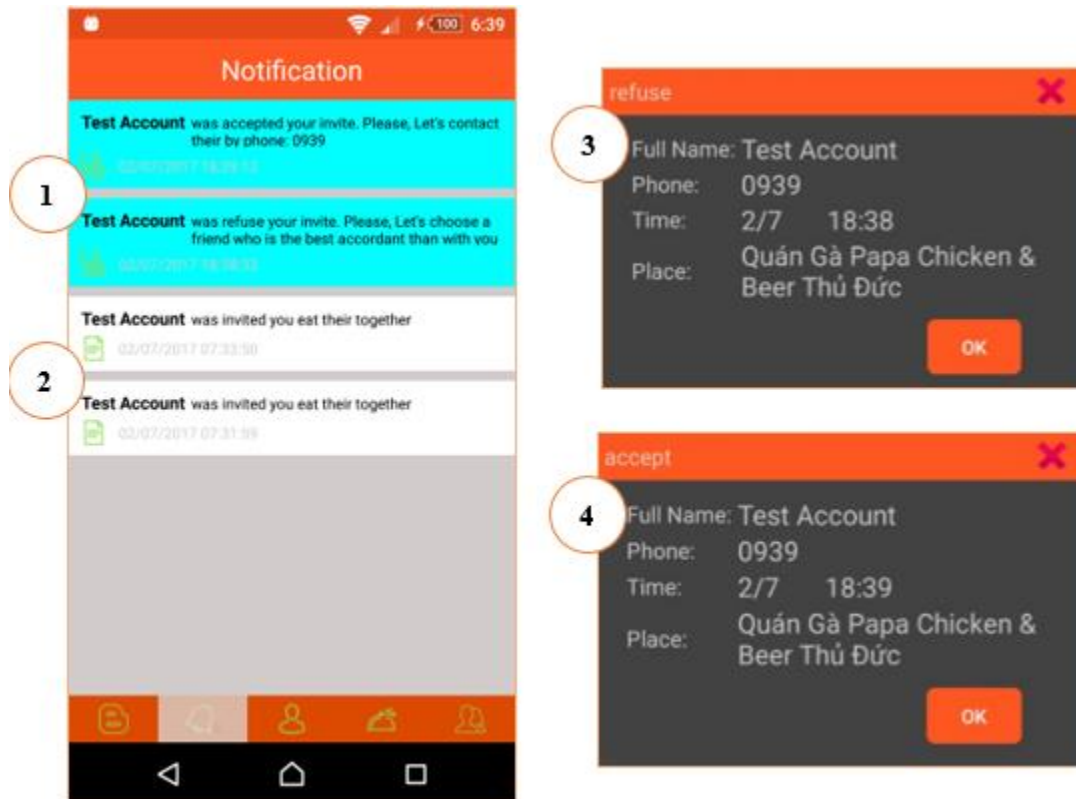 100 6:39
Notification
Test Account was accepted your invite. Please, Let's contact
their by phone: 0939
1
Test Account was refuse your invite. Please, Let's choose a
friend who is the best accordant than with you
Test Account was invited you eat their together
02/07/2017 07:33:50
2
Test Account was invited you eat their together
02/07/2017 07:31:59
refuse
3
Full Name: Test Account
Phone: 0939
Time: 2/7 18:38
Place: Quán Gà Papa Chicken &
Beer Thủ Đức
OK
accept
4
Full Name: Test Account
Phone: 0939
Time: 2/7 18:39
Place: Quán Gà Papa Chicken &
Beer Thủ Đức
OK